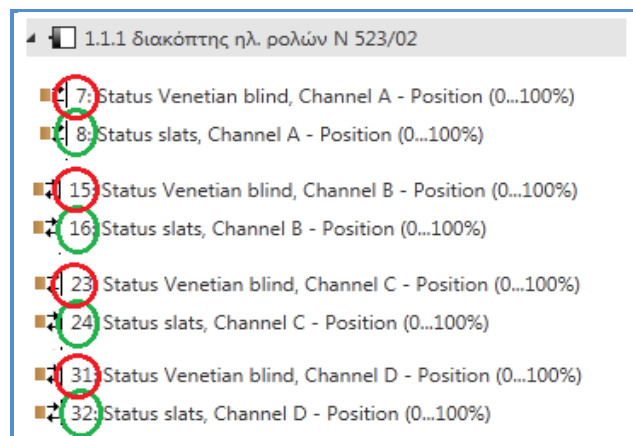 1.1.1 διακόπτης ηλ. ρολών N 523/02
7: Status Venetian blind, Channel A - Position (0...100%)
8: Status slats, Channel A - Position (0...100%)
15: Status Venetian blind, Channel B - Position (0...100%)
16: Status slats, Channel B - Position (0...100%)
23: Status Venetian blind, Channel C - Position (0...100%)
24: Status slats, Channel C - Position (0...100%)
31: Status Venetian blind, Channel D - Position (0...100%)
32: Status slats, Channel D - Position (0...100%)